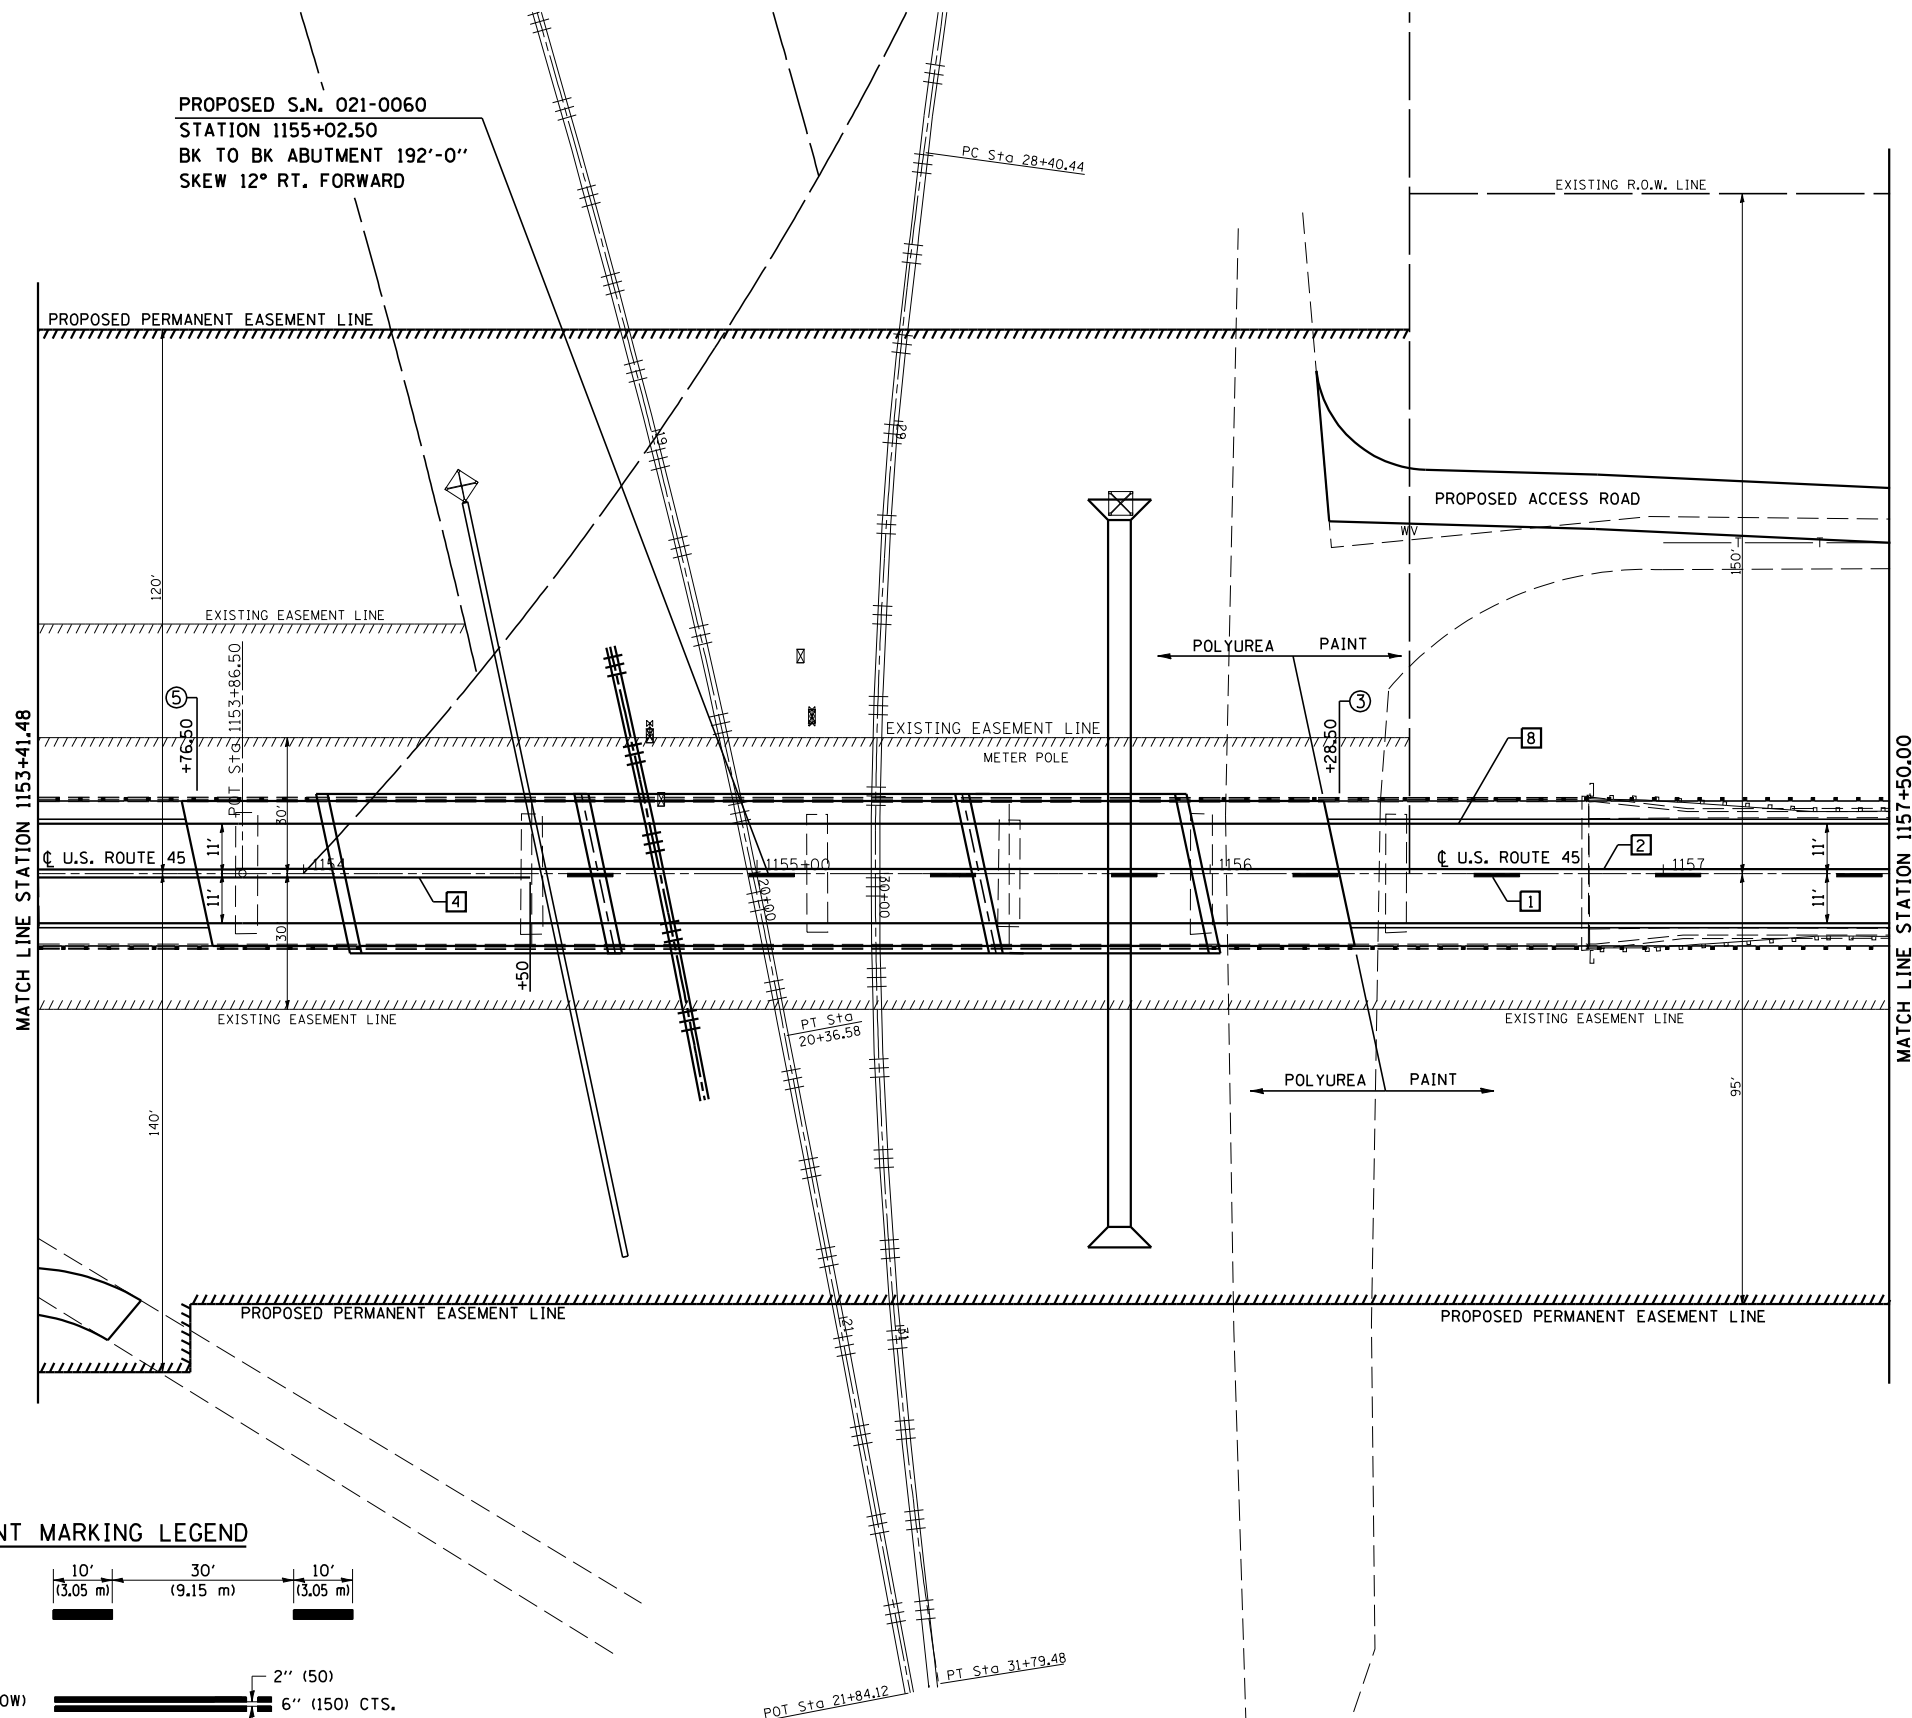 PROPOSED S.N. 021-0060
STATION 1155+02.50
BK TO BK ABUTMENT 192'-0''
SKEW 12° RT. FORWARD
PC Sta 28+40.44
EXISTING R.O.W. LINE
PROPOSED PERMANENT EASEMENT LINE
19
29
PROPOSED ACCESS ROAD
WV
T
T
150'
120'
EXISTING EASEMENT LINE
POLYUREA
PAINT
POT Sta 1153+86.50
5
+76.50
3
+28.50
EXISTING EASEMENT LINE
METER POLE
8
MATCH LINE STATION 1153+41.48
MATCH LINE STATION 1157+50.00
30'
11'
11'
℄ U.S. ROUTE 45
1154
1155+00
1156
℄ U.S. ROUTE 45
2
1157
11'
11'
4
1
20+00
30+00
30'
+50
EXISTING EASEMENT LINE
PT Sta
20+36.58
EXISTING EASEMENT LINE
POLYUREA
PAINT
140'
95'
PROPOSED PERMANENT EASEMENT LINE
PROPOSED PERMANENT EASEMENT LINE
21
31
NT MARKING LEGEND
10'
30'
10'
(3.05 m)
(9.15 m)
(3.05 m)
2'' (50)
OW)
6'' (150) CTS.
POT Sta 21+84.12
PT Sta 31+79.48